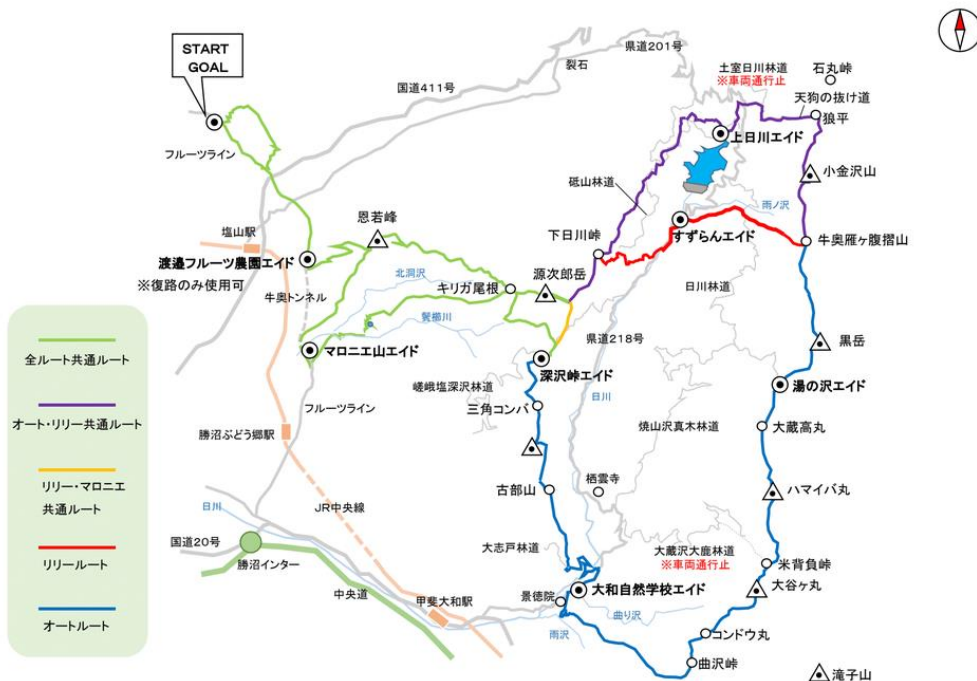 START
GOAL
フルーツライン
国道411号
県道201号
裂石
土室日川林道
※車両通行止
石丸峠
天狗の抜け道
狼平
上日川エイド
小金沢山
砥山林道
雨ノ沢
すずらんエイド
牛奥雁ヶ腹摺山
下日川峠
恩若峰
塩山駅
渡邉フルーツ農園エイド
※復路のみ使用可
牛奥トンネル
北洞沢
キリガ尾根
源次郎岳
日川林道
鬢櫛川
県道218号
黒岳
マロニエ山エイド
深沢峠エイド
湯の沢エイド
嵯峨塩深沢林道
日川
フルーツライン
三角コンバ
焼山沢真木林道
大蔵高丸
勝沼ぶどう郷駅
栖雲寺
古部山
ハマイバ丸
JR中央線
日川
国道20号
勝沼インター
大志戸林道
大蔵沢大鹿林道
※車両通行止
米背負峠
大和自然学校エイド
大谷ヶ丸
中央道
甲斐大和駅
景徳院
曲り沢
雨沢
コンドウ丸
曲沢峠
滝子山
全ルート共通ルート
オート・リリー共通ルート
リリー・マロニエ
共通ルート
リリールート
オートルート